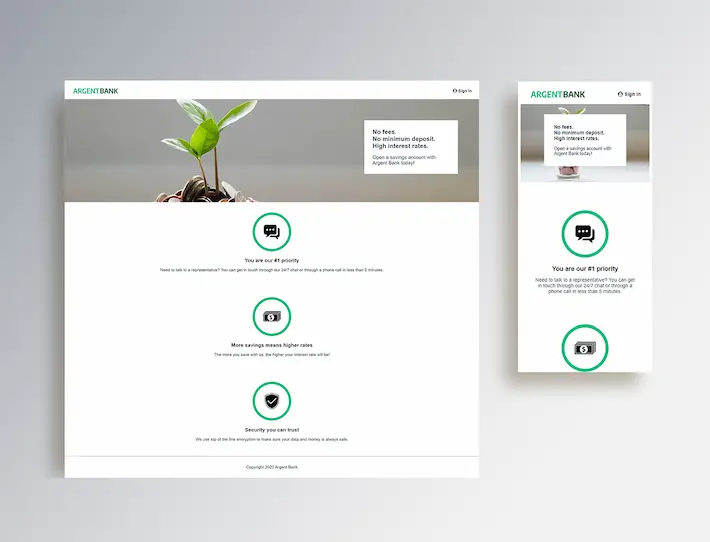 ARGENTBANK
Sign In
No fees.
No minimum deposit.
High interest rates.
Open a savings account with
Argent Bank today!
You are our #1 priority
Need to talk to a representative? You can get in touch through our 24/7 chat or through a phone call in less than 5 minutes.
More savings means higher rates
The more you save with us, the higher your interest rate will be!
Security you can trust
We use top of the line encryption to make sure your data and money is always safe.
Copyright 2020 Argent Bank
ARGENTBANK
Sign In
No fees.
No minimum deposit.
High interest rates.
Open a savings account with
Argent Bank today!
You are our #1 priority
Need to talk to a representative? You can get
in touch through our 24/7 chat or through a
phone call in less than 5 minutes.